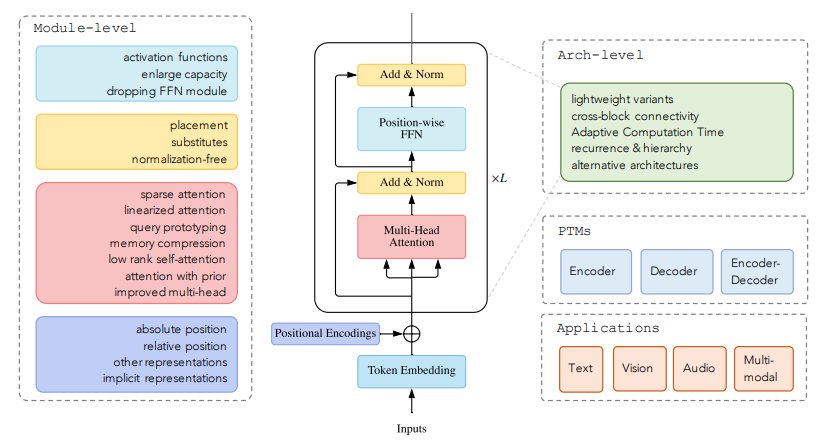 Module-level
activation functions
enlarge capacity
dropping FFN module
placement
substitutes
normalization-free
sparse attention
linearized attention
query prototyping
memory compression
low rank self-attention
attention with prior
improved multi-head
absolute position
relative position
other representations
implicit representations
Add & Norm
Position-wise
FFN
Add & Norm
Multi-Head
Attention
×L
Positional Encodings
Token Embedding
Inputs
Arch-level
lightweight variants
cross-block connectivity
Adaptive Computation Time
recurrence & hierarchy
alternative architectures
PTMs
Encoder
Decoder
Encoder-
Decoder
Applications
Text
Vision
Audio
Multi-
modal